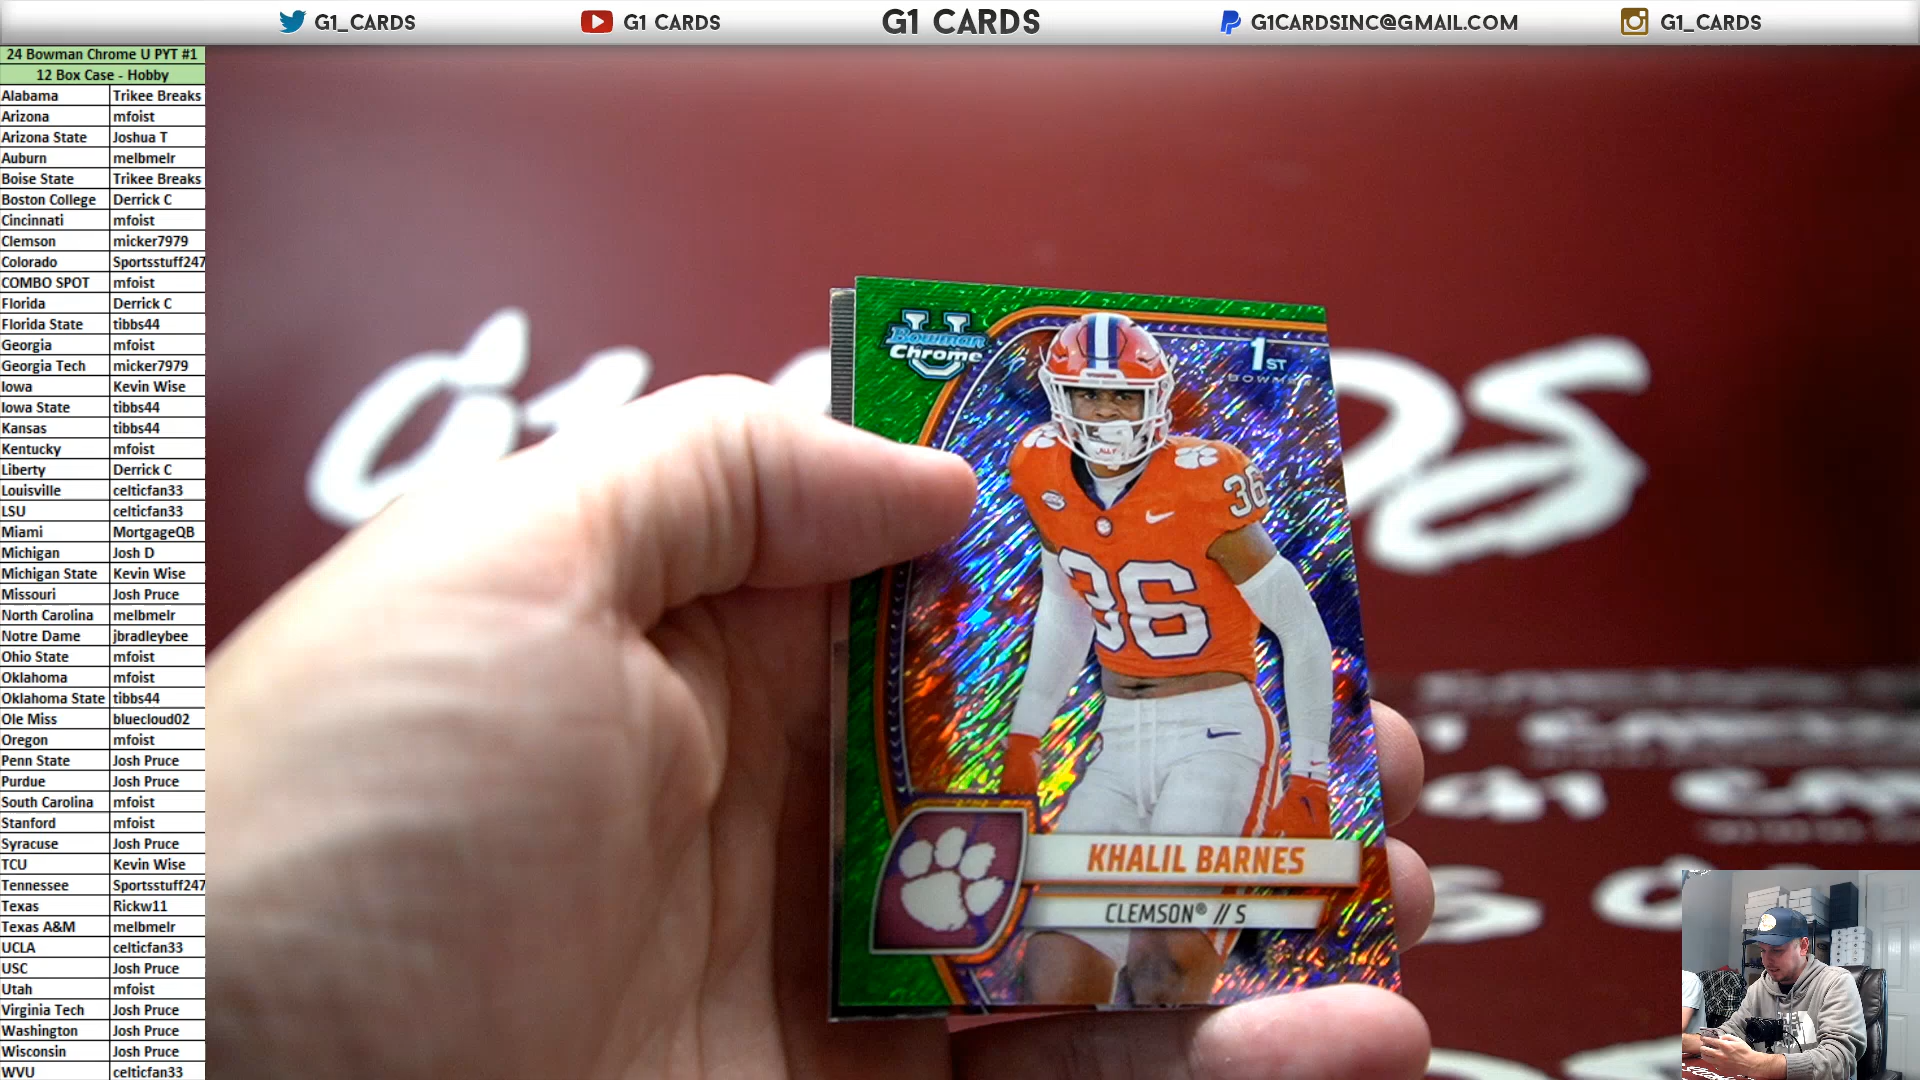 G1_CARDS
G1 CARDS
G1 CARDS
G1CARDSINC@GMAIL.COM
G1_CARDS
24 Bowman Chrome U PYT #1
12 Box Case - Hobby
Alabama Trikee Breaks
Arizona mfoist
Arizona State Joshua T
Auburn melbmelr
Boise State Trikee Breaks
Boston College Derrick C
Cincinnati mfoist
Clemson micker7979
Colorado Sportsstuff247
COMBO SPOT mfoist
Florida Derrick C
Florida State tibbs44
Georgia mfoist
Georgia Tech micker7979
Iowa Kevin Wise
Iowa State tibbs44
Kansas tibbs44
Kentucky mfoist
Liberty Derrick C
Louisville celticfan33
LSU celticfan33
Miami MortgageQB
Michigan Josh D
Michigan State Kevin Wise
Missouri Josh Pruce
North Carolina melbmelr
Notre Dame jbradleybee
Ohio State mfoist
Oklahoma mfoist
Oklahoma State tibbs44
Ole Miss bluecloud02
Oregon mfoist
Penn State Josh Pruce
Purdue Josh Pruce
South Carolina mfoist
Stanford mfoist
Syracuse Josh Pruce
TCU Kevin Wise
Tennessee Sportsstuff247
Texas Rickw11
Texas A&M melbmelr
UCLA celticfan33
USC Josh Pruce
Utah mfoist
Virginia Tech Josh Pruce
Washington Josh Pruce
Wisconsin Josh Pruce
WVU celticfan33
U
Bowman
Chrome
1ST
36
36
KHALIL BARNES
CLEMSON® // S